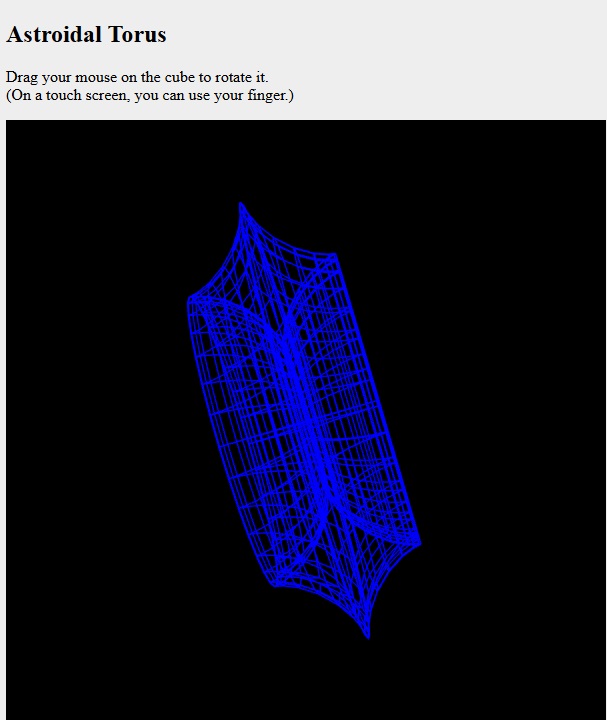 Astroidal Torus
Drag your mouse on the cube to rotate it.
(On a touch screen, you can use your finger.)